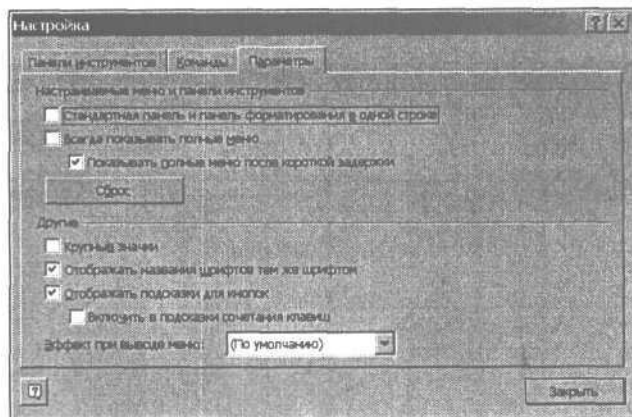 Настройка
Панели инструментов Команды Параметры
Настраиваемые меню и панели инструментов
Стандартная панель и панель форматирования в одной строке
Всегда показывать полные меню
Показывать полные меню после короткой задержки
Сброс
Другие
Крупные значки
Отображать названия шрифтов тем же шрифтом
Отображать подсказки для кнопок
Включить в подсказки сочетания клавиш
Эффект при выводе меню: (По умолчанию)
Закрыть